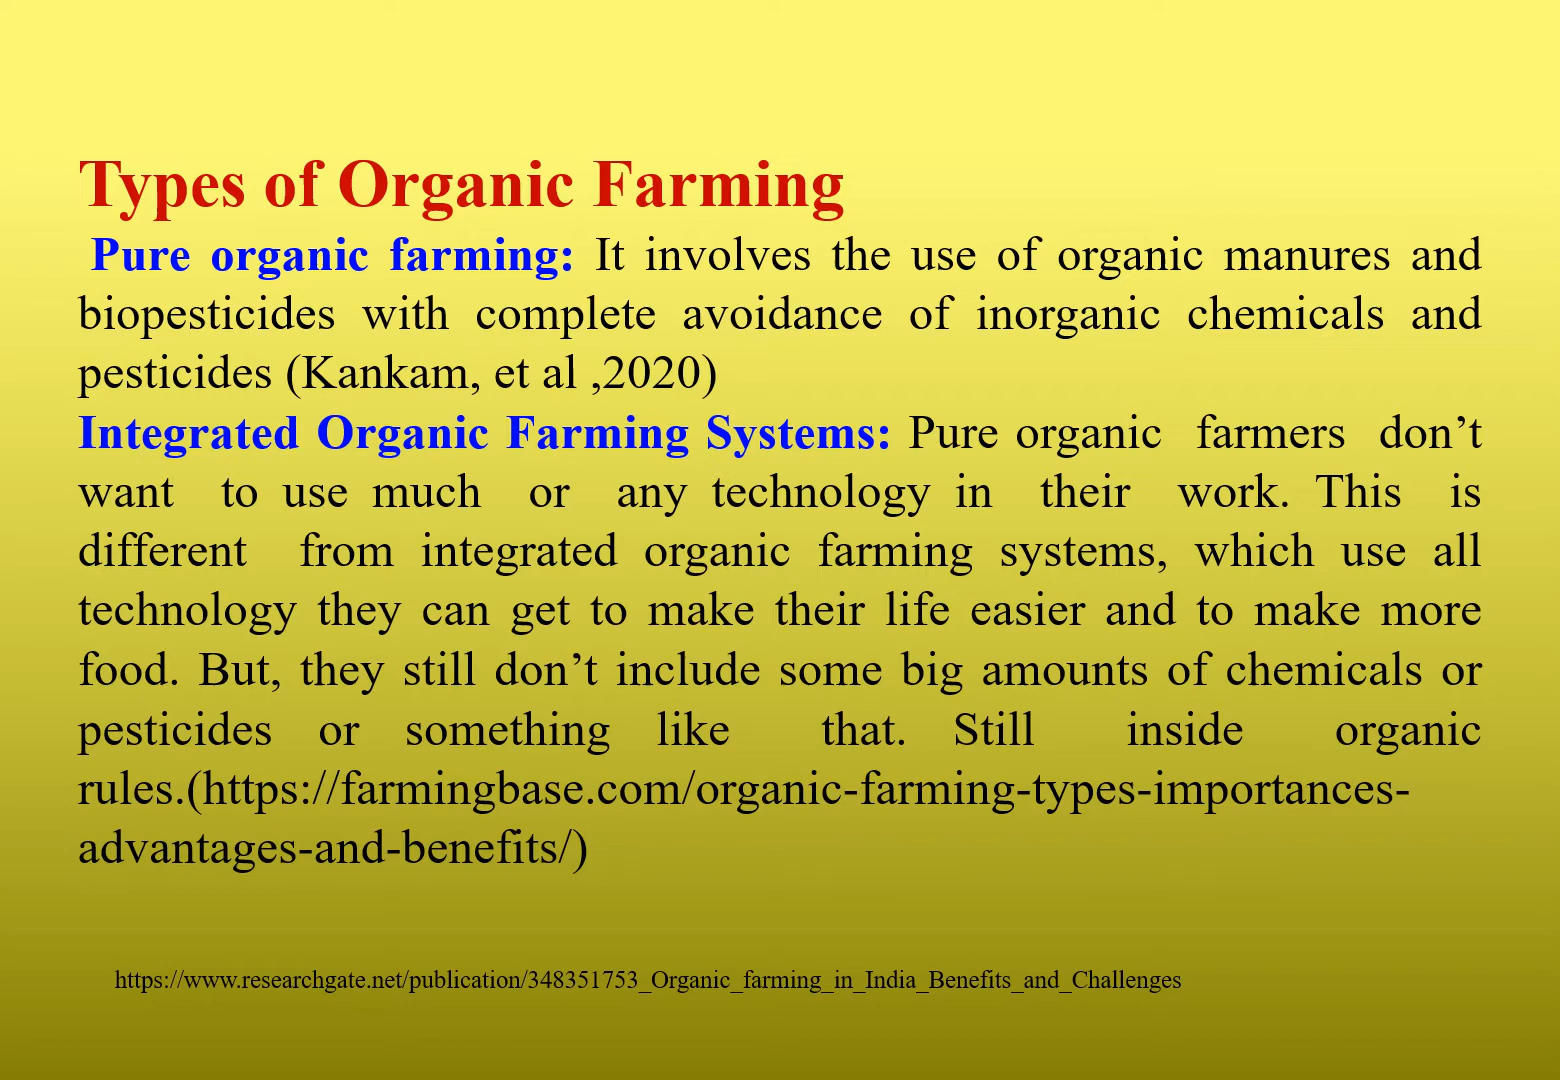 Types of Organic Farming
Pure organic farming: It involves the use of organic manures and
biopesticides with complete avoidance of inorganic chemicals and
pesticides (Kankam, et al ,2020)
Integrated Organic Farming Systems: Pure organic farmers don’t
want to use much or any technology in their work. This is
different from integrated organic farming systems, which use all
technology they can get to make their life easier and to make more
food. But, they still don’t include some big amounts of chemicals or
pesticides or something like that. Still inside organic
rules.(https://farmingbase.com/organic-farming-types-importances-
advantages-and-benefits/)
https://www.researchgate.net/publication/348351753_Organic_farming_in_India_Benefits_and_Challenges